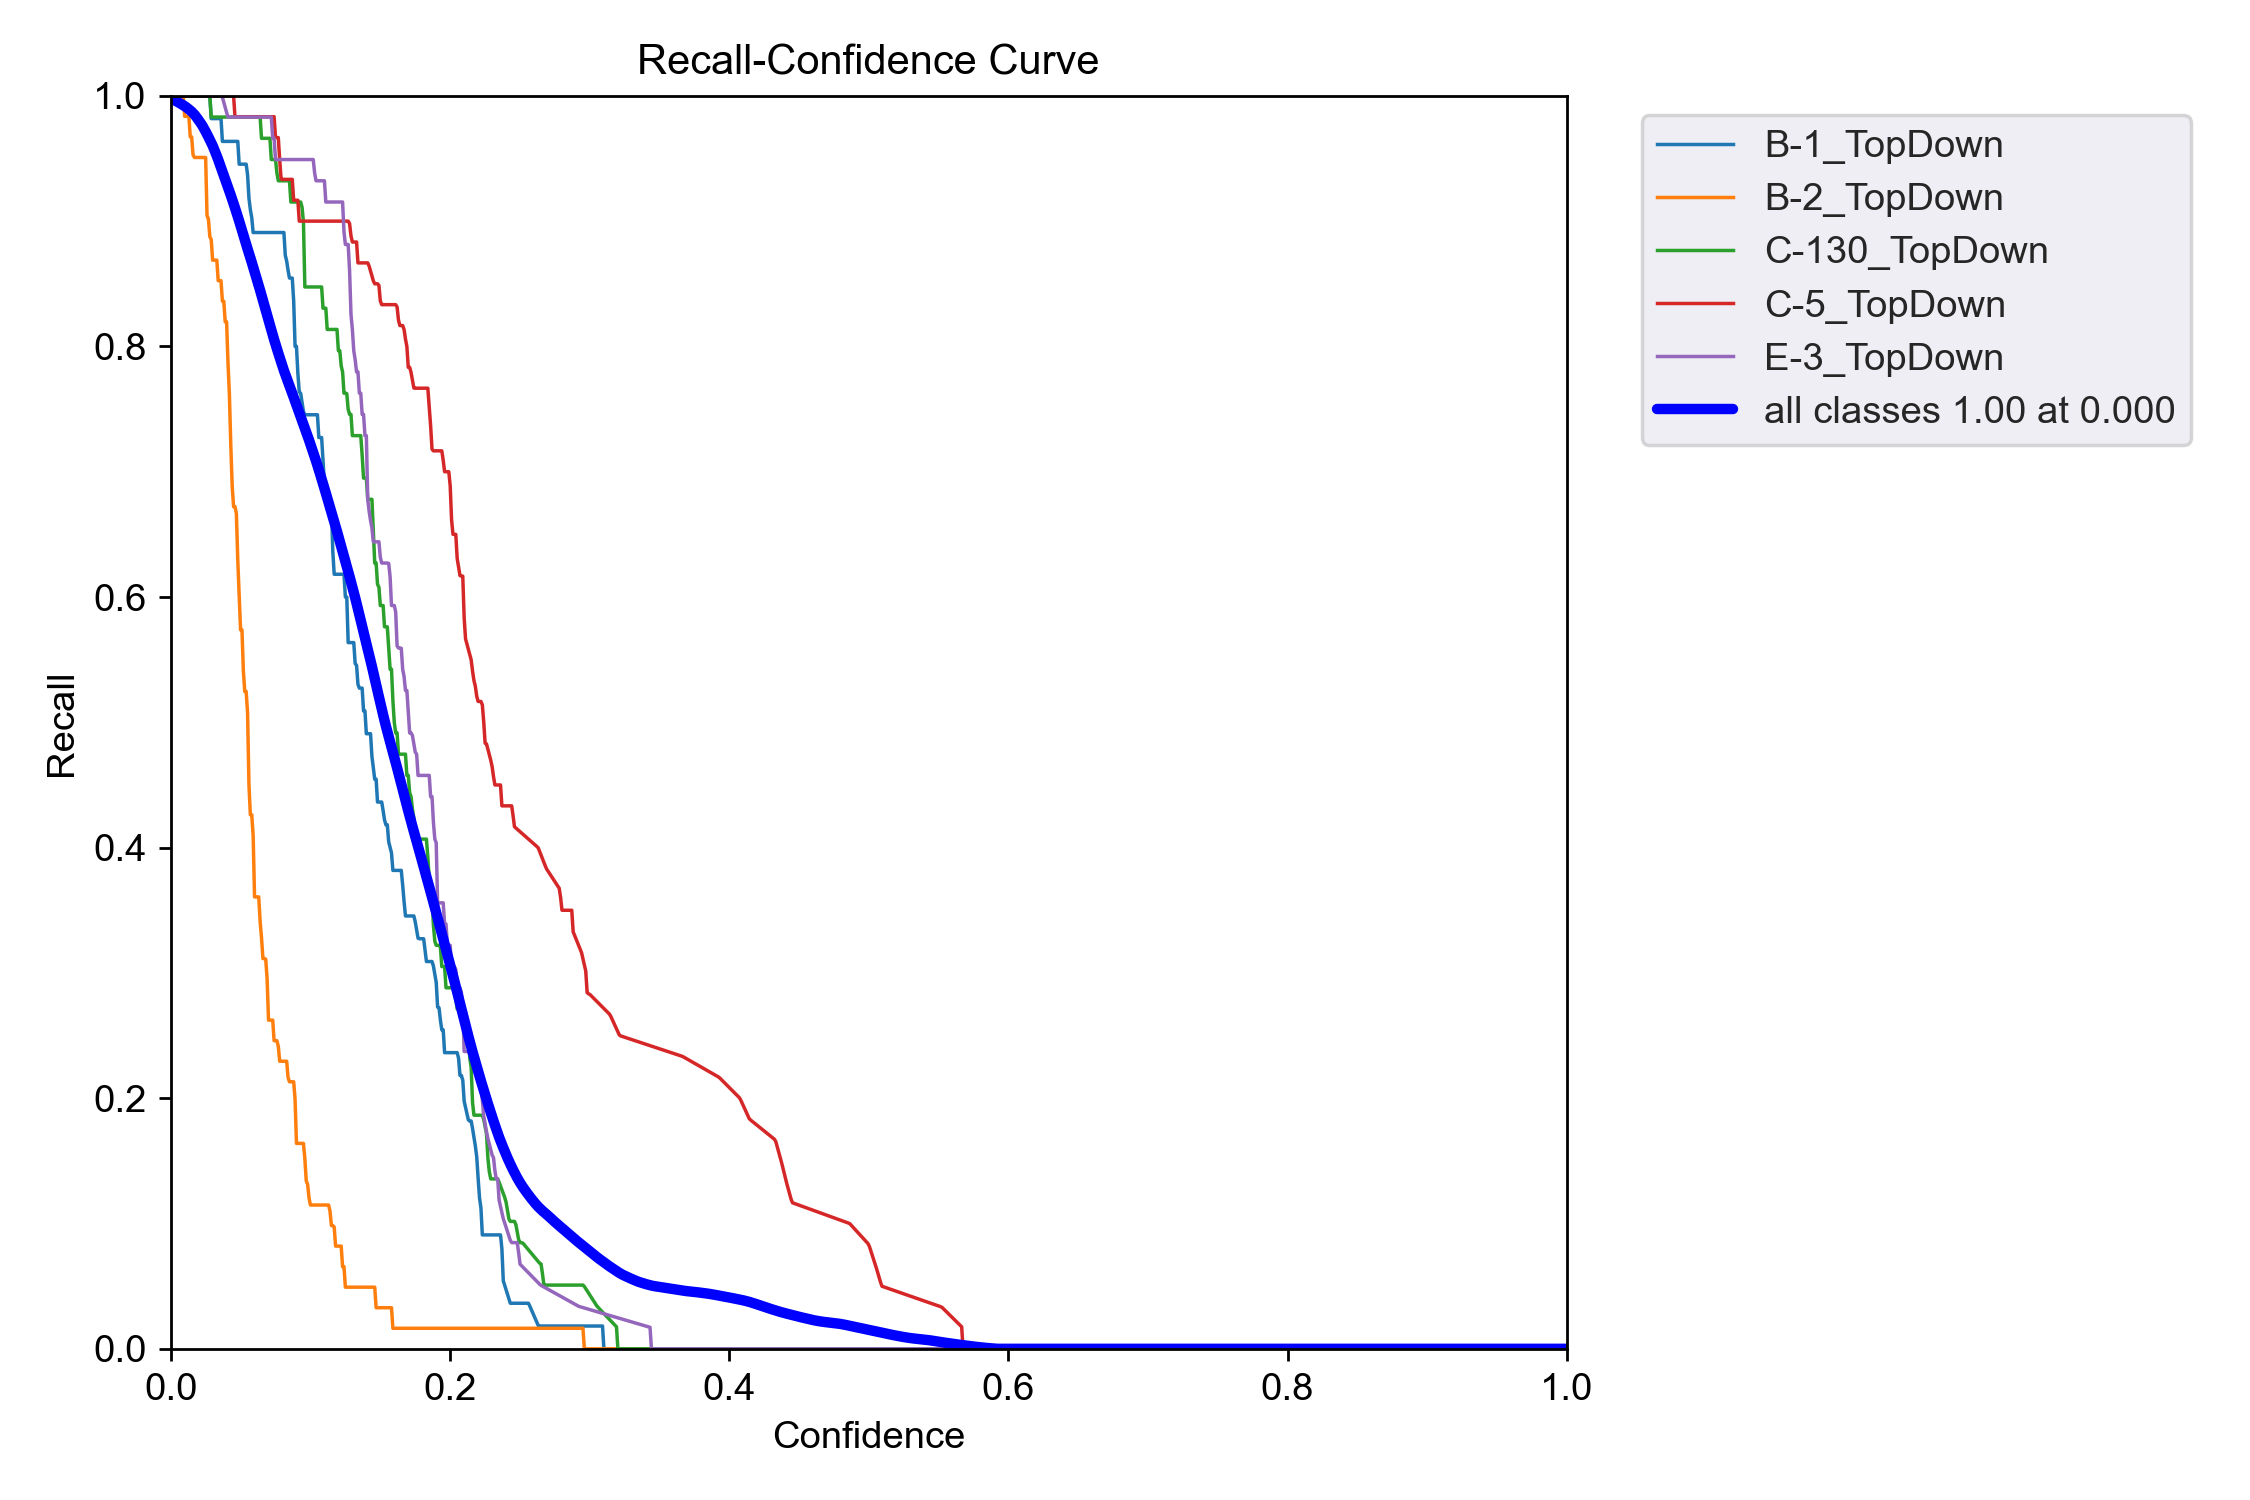 Recall-Confidence Curve
1.0
0.8
0.6
0.4
0.2
0.0
Recall
0.0 0.2 0.4 0.6 0.8 1.0
Confidence
B-1_TopDown
B-2_TopDown
C-130_TopDown
C-5_TopDown
E-3_TopDown
all classes 1.00 at 0.000